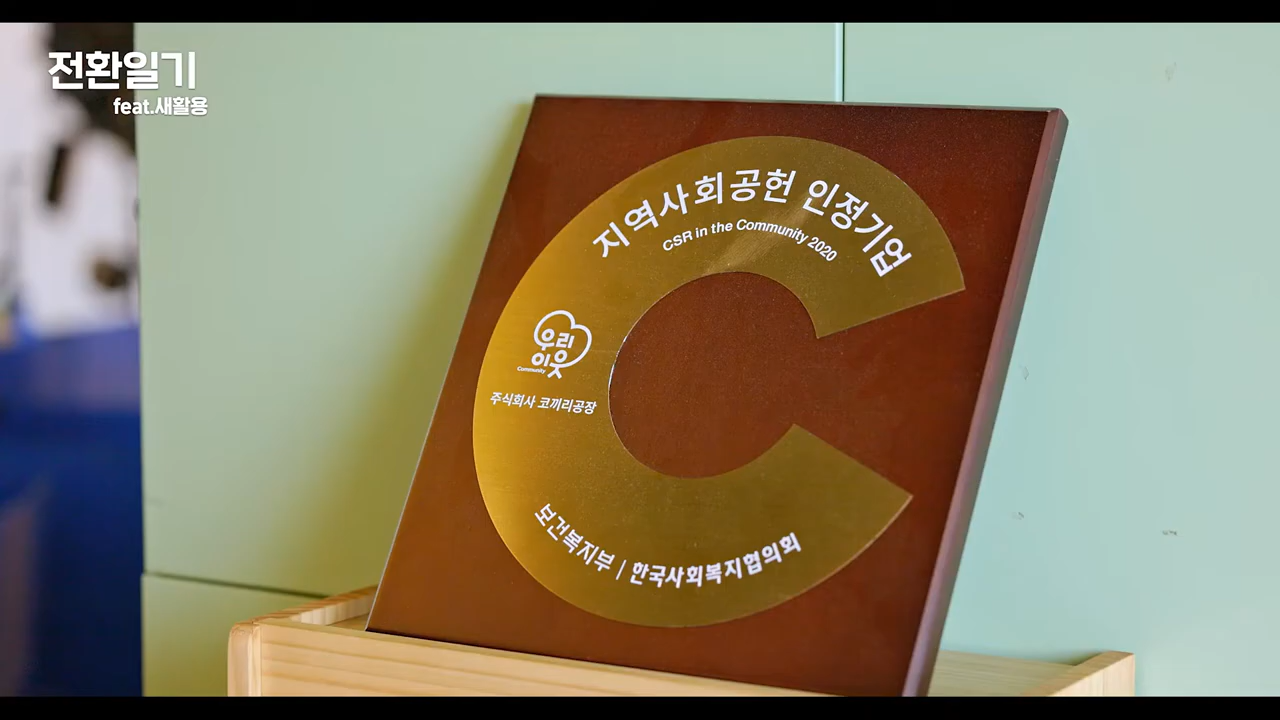 전환일기
feat.새활용
지역사회공헌 인정기업
CSR in the Community 2020
우리
이웃
Community
주식회사 코끼리공장
보건복지부 | 한국사회복지협의회